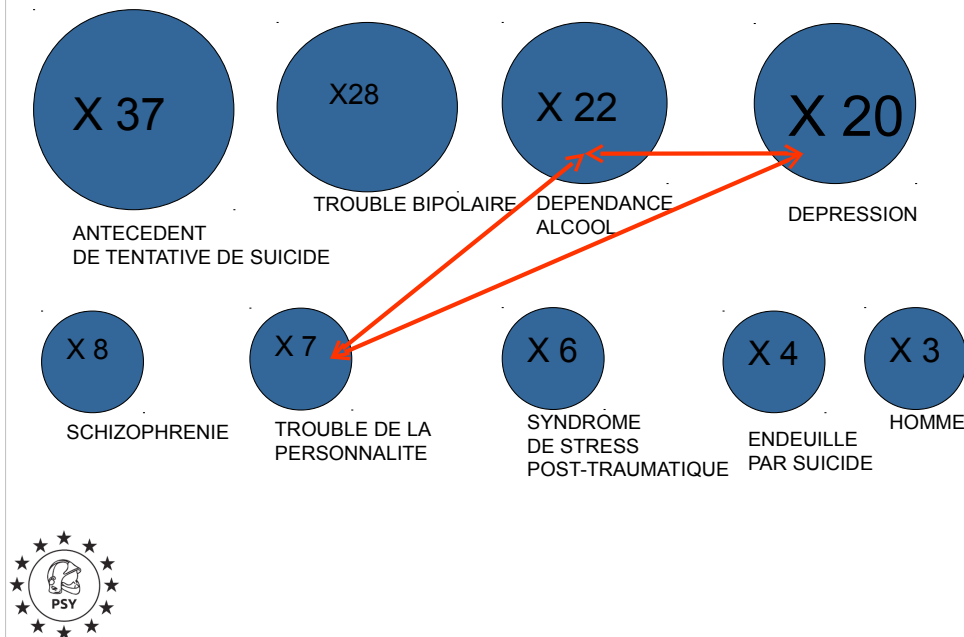 X 37
X28
X 22
X 20
ANTECEDENT
DE TENTATIVE DE SUICIDE
TROUBLE BIPOLAIRE
DEPENDANCE
ALCOOL
DEPRESSION
X 8
X 7
X 6
X 4
X 3
SCHIZOPHRENIE
TROUBLE DE LA
PERSONNALITE
SYNDROME
DE STRESS
POST-TRAUMATIQUE
ENDEUILLE
PAR SUICIDE
HOMME
PSY